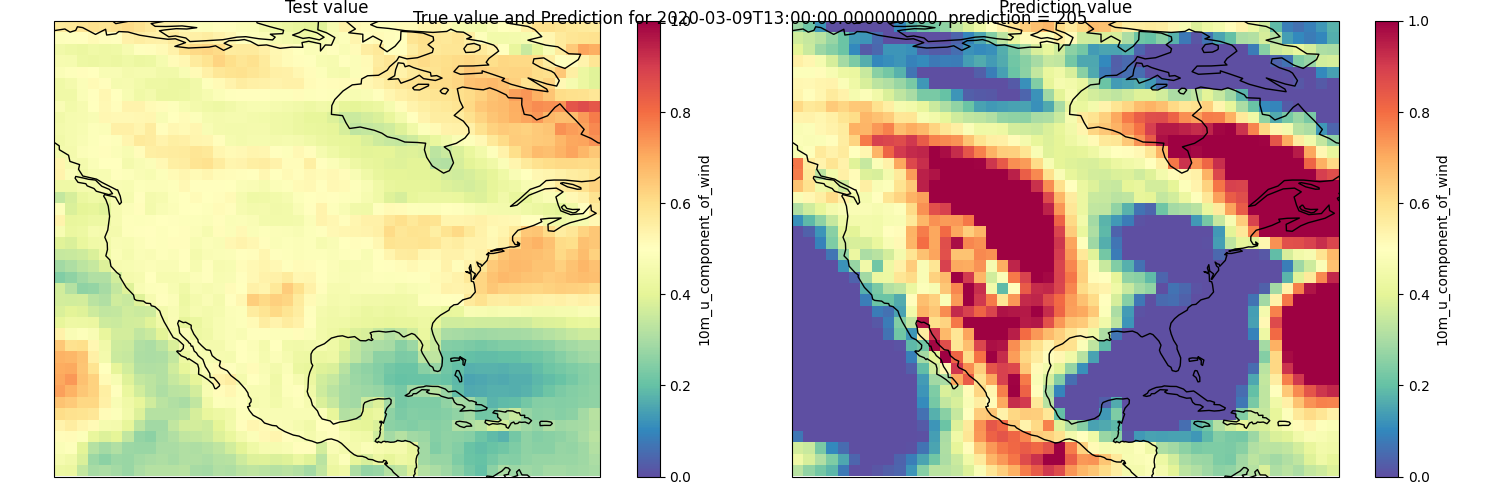 True value and Prediction for 2020-03-09T13:00:00.000000000, prediction = 205
Test value
1.0
0.8
0.6
0.4
0.2
0.0
10m_u_component_of_wind
Prediction value
1.0
0.8
0.6
0.4
0.2
0.0
10m_u_component_of_wind